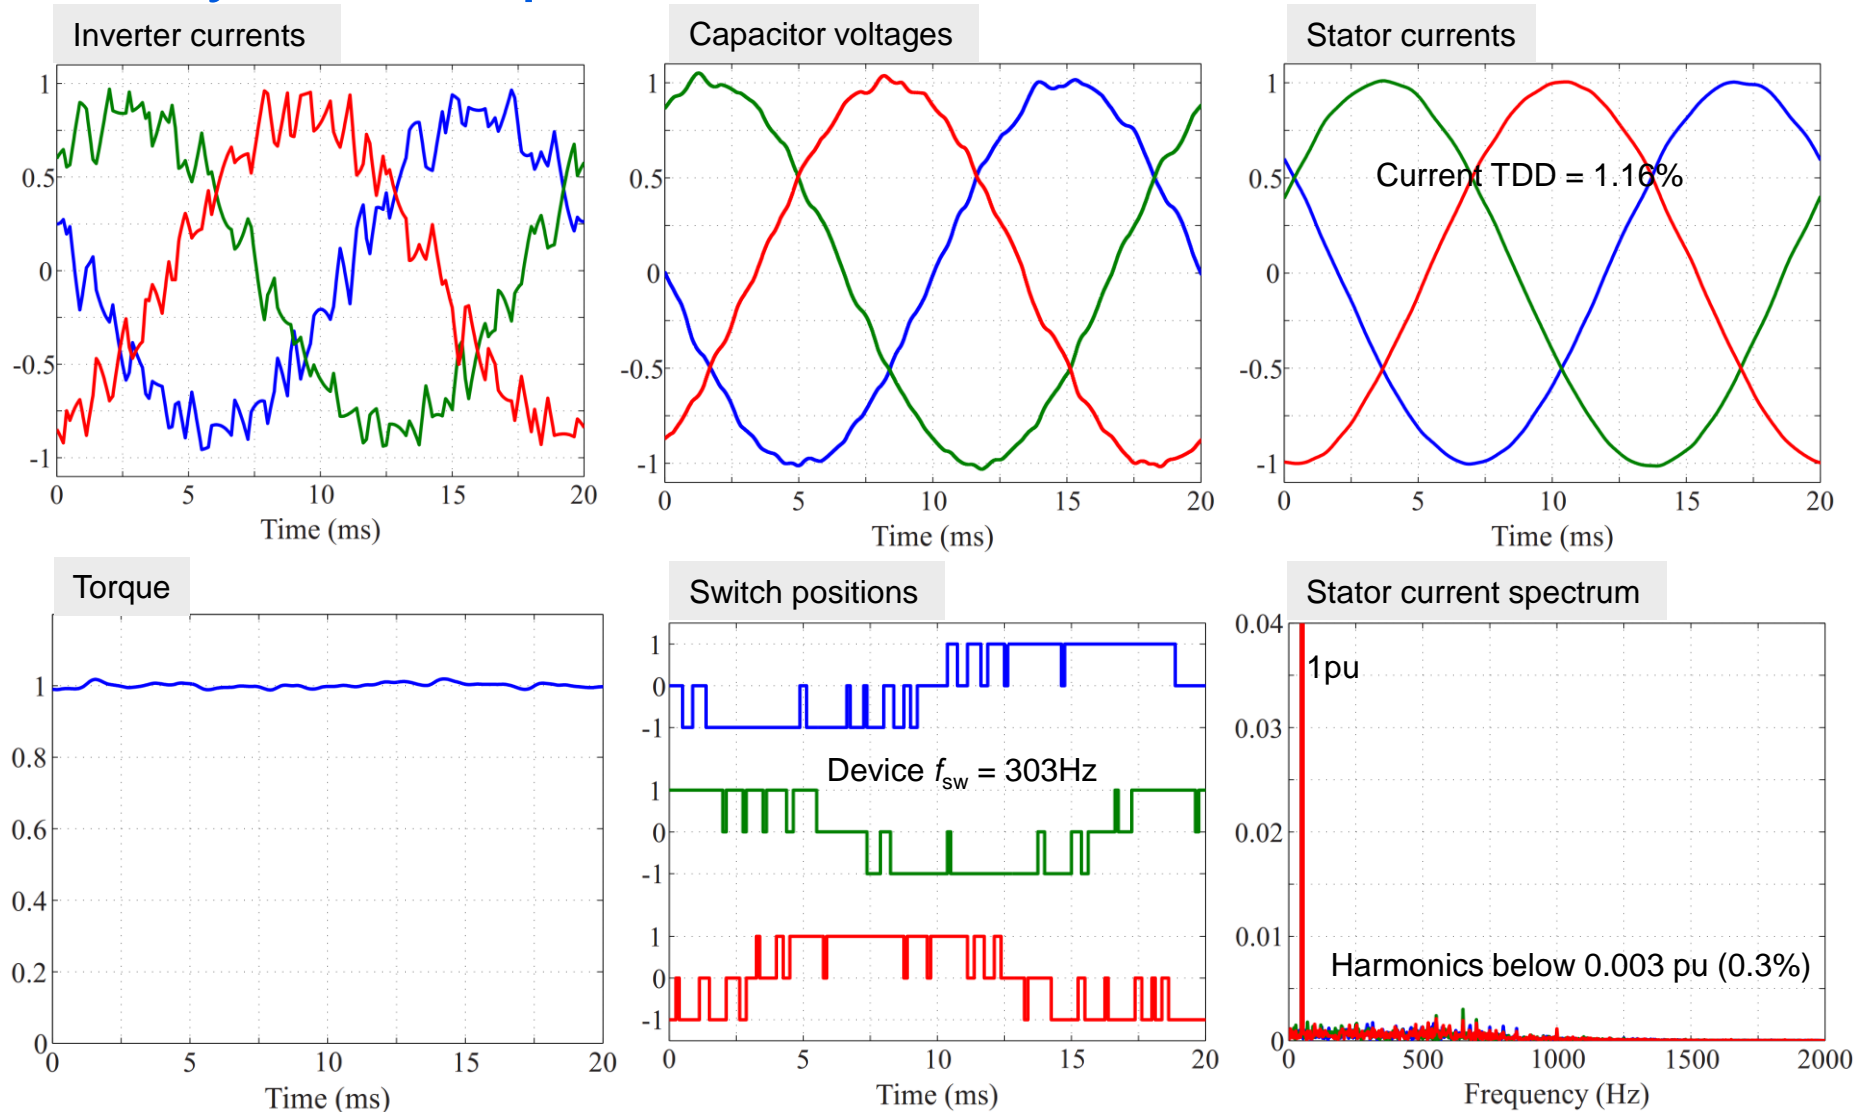 Inverter currents
1
0.5
0
-0.5
-1
0 5 10 15 20
Time (ms)
Capacitor voltages
1
0.5
0
-0.5
-1
0 5 10 15 20
Time (ms)
Stator currents
1
0.5
0
-0.5
-1
Current TDD = 1.16%
0 5 10 15 20
Time (ms)
Torque
1
0.8
0.6
0.4
0.2
0
0 5 10 15 20
Time (ms)
Switch positions
1
0
-1
Device fsw = 303Hz
1
0
-1
1
0
-1
0 5 10 15 20
Time (ms)
Stator current spectrum
0.04
1pu
0.03
0.02
0.01
Harmonics below 0.003 pu (0.3%)
0
0 500 1000 1500 2000
Frequency (Hz)